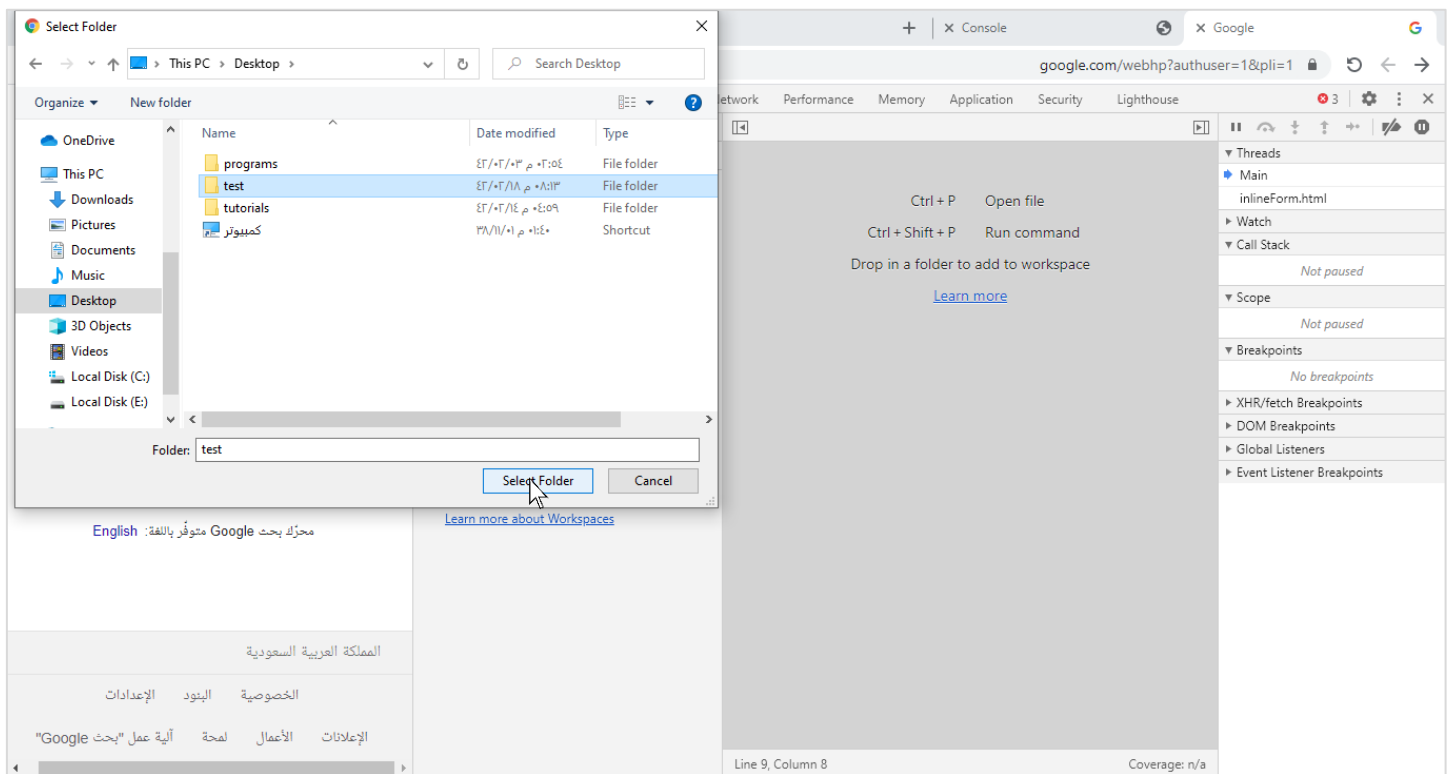 Select Folder
This PC > Desktop >
Search Desktop
Organize
New folder
Name
Date modified
Type
OneDrive
This PC
Downloads
Pictures
Documents
Music
Desktop
3D Objects
Videos
Local Disk (C:)
Local Disk (E:)
programs ٤٢/٠٢/٠٣ م ٠٢:٥٤ File folder
test ٤٢/٠٢/١٨ م ٠٨:١٣ File folder
tutorials ٤٢/٠٢/١٤ م ٠٤:٥٩ File folder
كمبيوتر ٣٨/١١/٠١ م ٠١:٤٠ Shortcut
Folder: test
Select Folder
Cancel
Console
Google
google.com/webhp?authuser=1&pli=1
etwork Performance Memory Application Security Lighthouse
3
Ctrl + P Open file
Ctrl + Shift + P Run command
Drop in a folder to add to workspace
Learn more
Threads
Main
inlineForm.html
Watch
Call Stack
Not paused
Scope
Not paused
Breakpoints
No breakpoints
XHR/fetch Breakpoints
DOM Breakpoints
Global Listeners
Event Listener Breakpoints
Learn more about Workspaces
محرّك بحث Google متوفّر باللغة: English
المملكة العربية السعودية
الخصوصية البنود الإعدادات
الإعلانات الأعمال لمحة آلية عمل "بحث Google"
Line 9, Column 8
Coverage: n/a